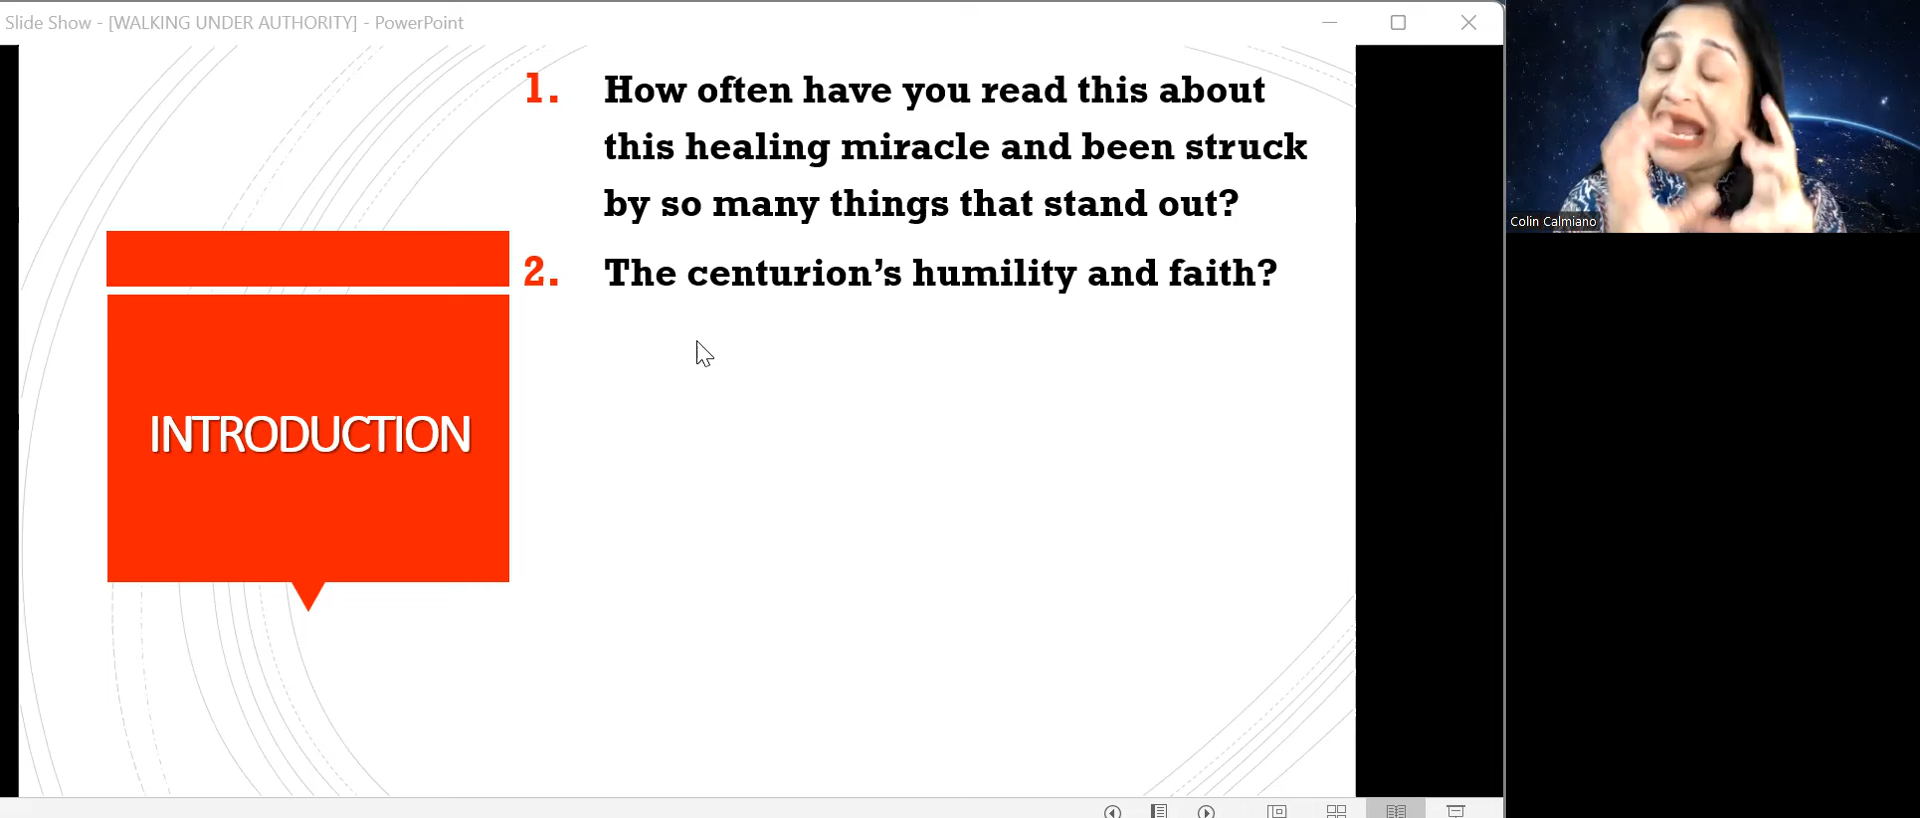 Slide Show - [WALKING UNDER AUTHORITY] - PowerPoint
1. How often have you read this about
this healing miracle and been struck
by so many things that stand out?
2. The centurion’s humility and faith?
INTRODUCTION
Colin Calmiano